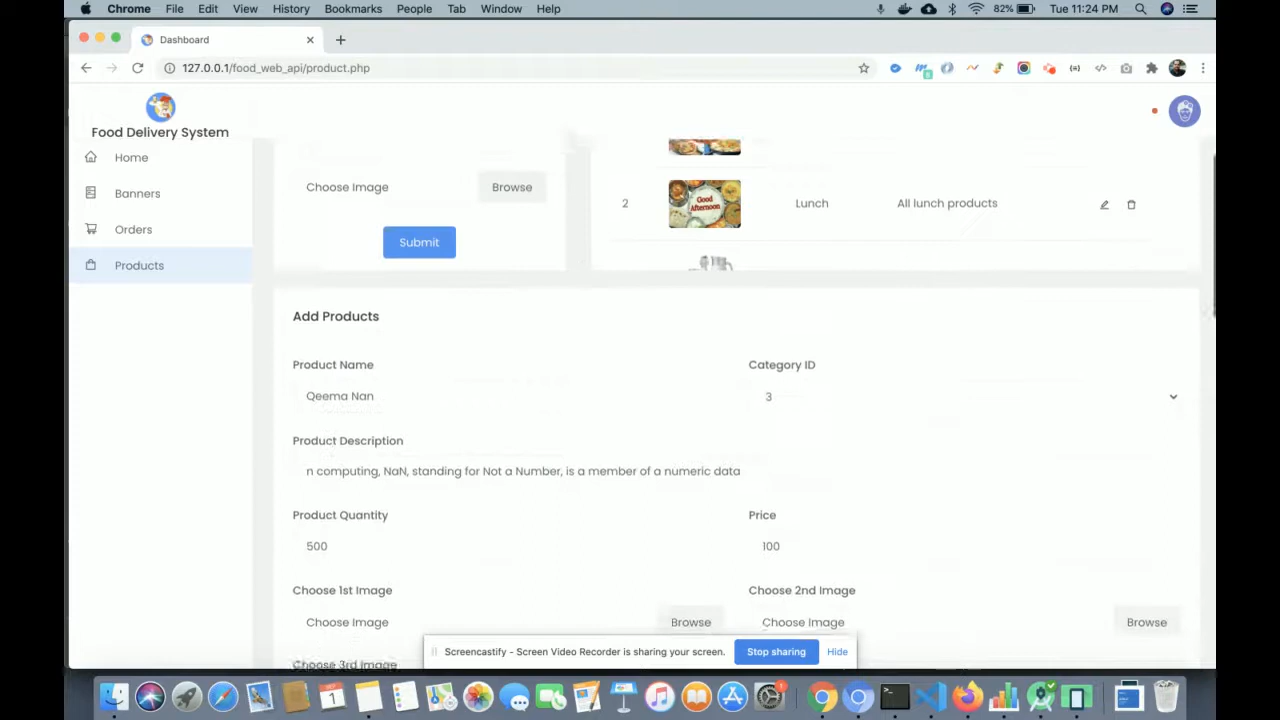 Chrome File Edit View History Bookmarks People Tab Window Help 82% Tue 11:24 PM
Dashboard
127.0.0.1/food_web_api/product.php
Food Delivery System
Home
Banners
Orders
Products
Choose Image Browse
Submit
2 Good Afternoon Lunch All lunch products
Add Products
Product Name Category ID
Qeema Nan 3
Product Description
n computing, NaN, standing for Not a Number, is a member of a numeric data
Product Quantity Price
500 100
Choose 1st Image Choose 2nd Image
Choose Image Browse Choose Image Browse
Choose 3rd Image
Screencastify - Screen Video Recorder is sharing your screen. Stop sharing Hide